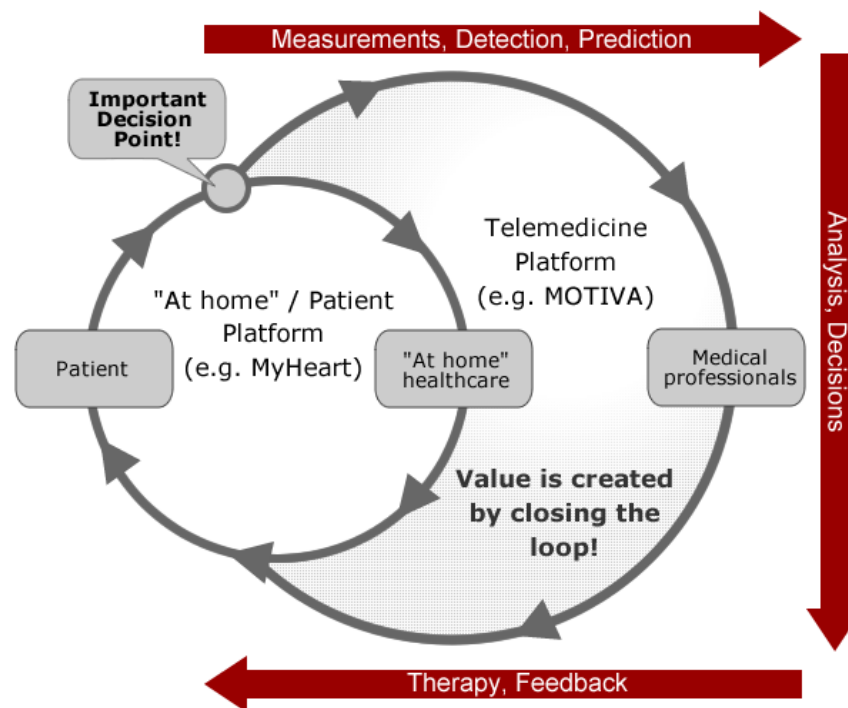 Measurements, Detection, Prediction
Important
Decision
Point!
Telemedicine
Platform
(e.g. MOTIVA)
"At home" / Patient
Platform
(e.g. MyHeart)
Patient
"At home"
healthcare
Medical
professionals
Analysis, Decisions
Value is created
by closing the
loop!
Therapy, Feedback